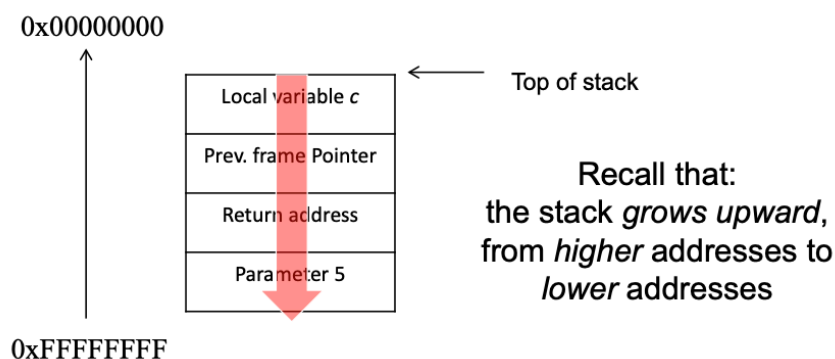 0x00000000
Top of stack
Local variable c
Prev. frame Pointer
Return address
Parameter 5
Recall that:
the stack grows upward,
from higher addresses to
lower addresses
0xFFFFFFFF